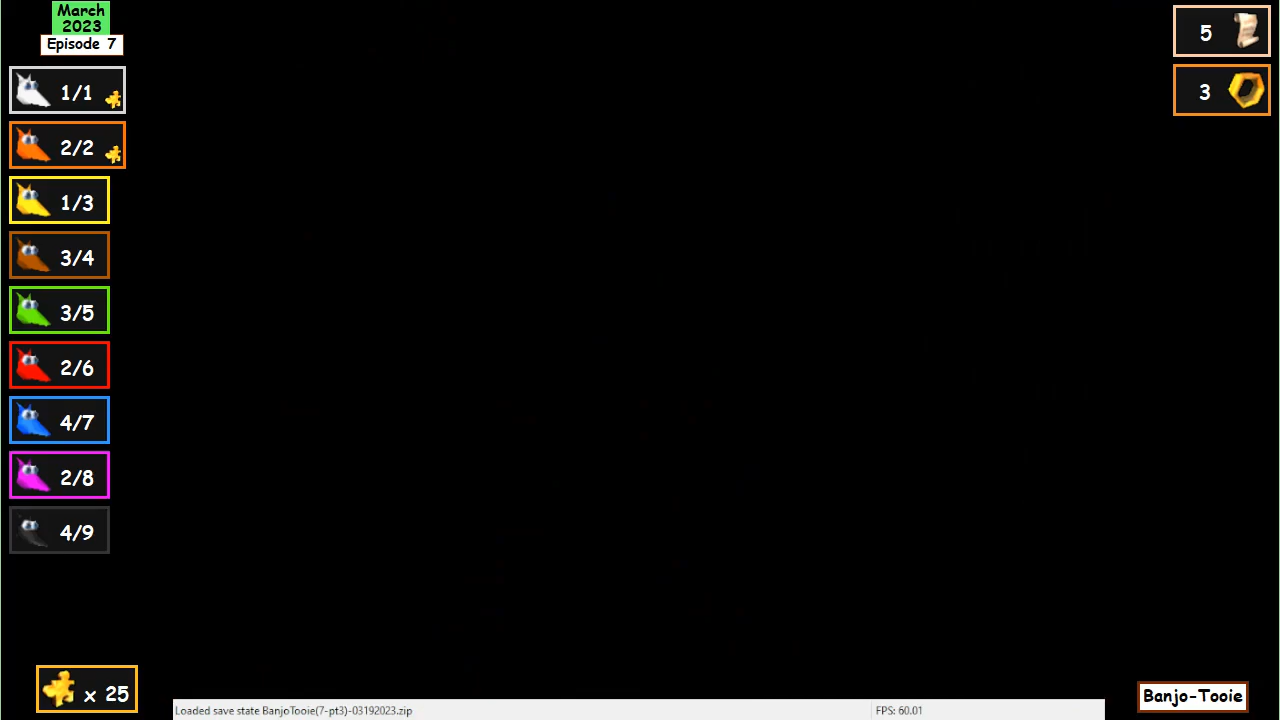 March
2023
Episode 7
1/1
2/2
1/3
3/4
3/5
2/6
4/7
2/8
4/9
x 25
5
3
Loaded save state BanjoTooie(7-pt3)-03192023.zip
FPS: 60.01
Banjo-Tooie